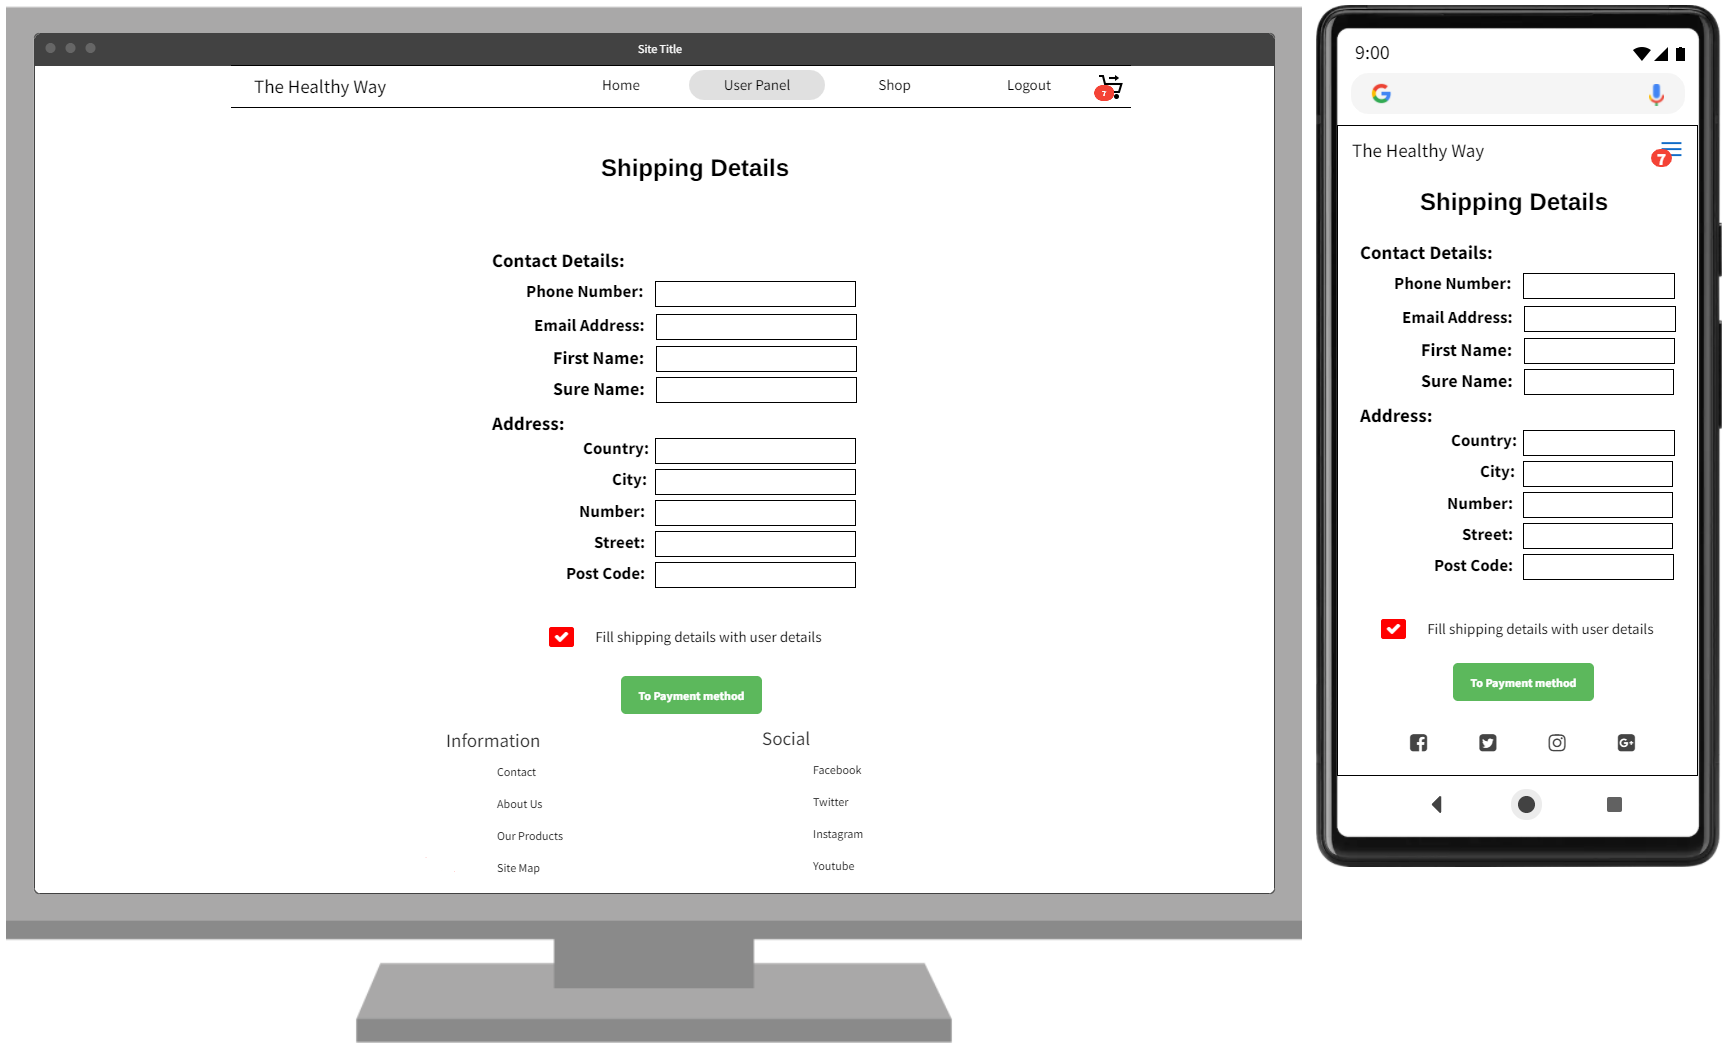 Site Title
The Healthy Way
Home
User Panel
Shop
Logout
7
Shipping Details
Contact Details:
Phone Number:
Email Address:
First Name:
Sure Name:
Address:
Country:
City:
Number:
Street:
Post Code:
Fill shipping details with user details
To Payment method
Information
Contact
About Us
Our Products
Site Map
Social
Facebook
Twitter
Instagram
Youtube
9:00
G
The Healthy Way
7
Shipping Details
Contact Details:
Phone Number:
Email Address:
First Name:
Sure Name:
Address:
Country:
City:
Number:
Street:
Post Code:
Fill shipping details with user details
To Payment method
G+